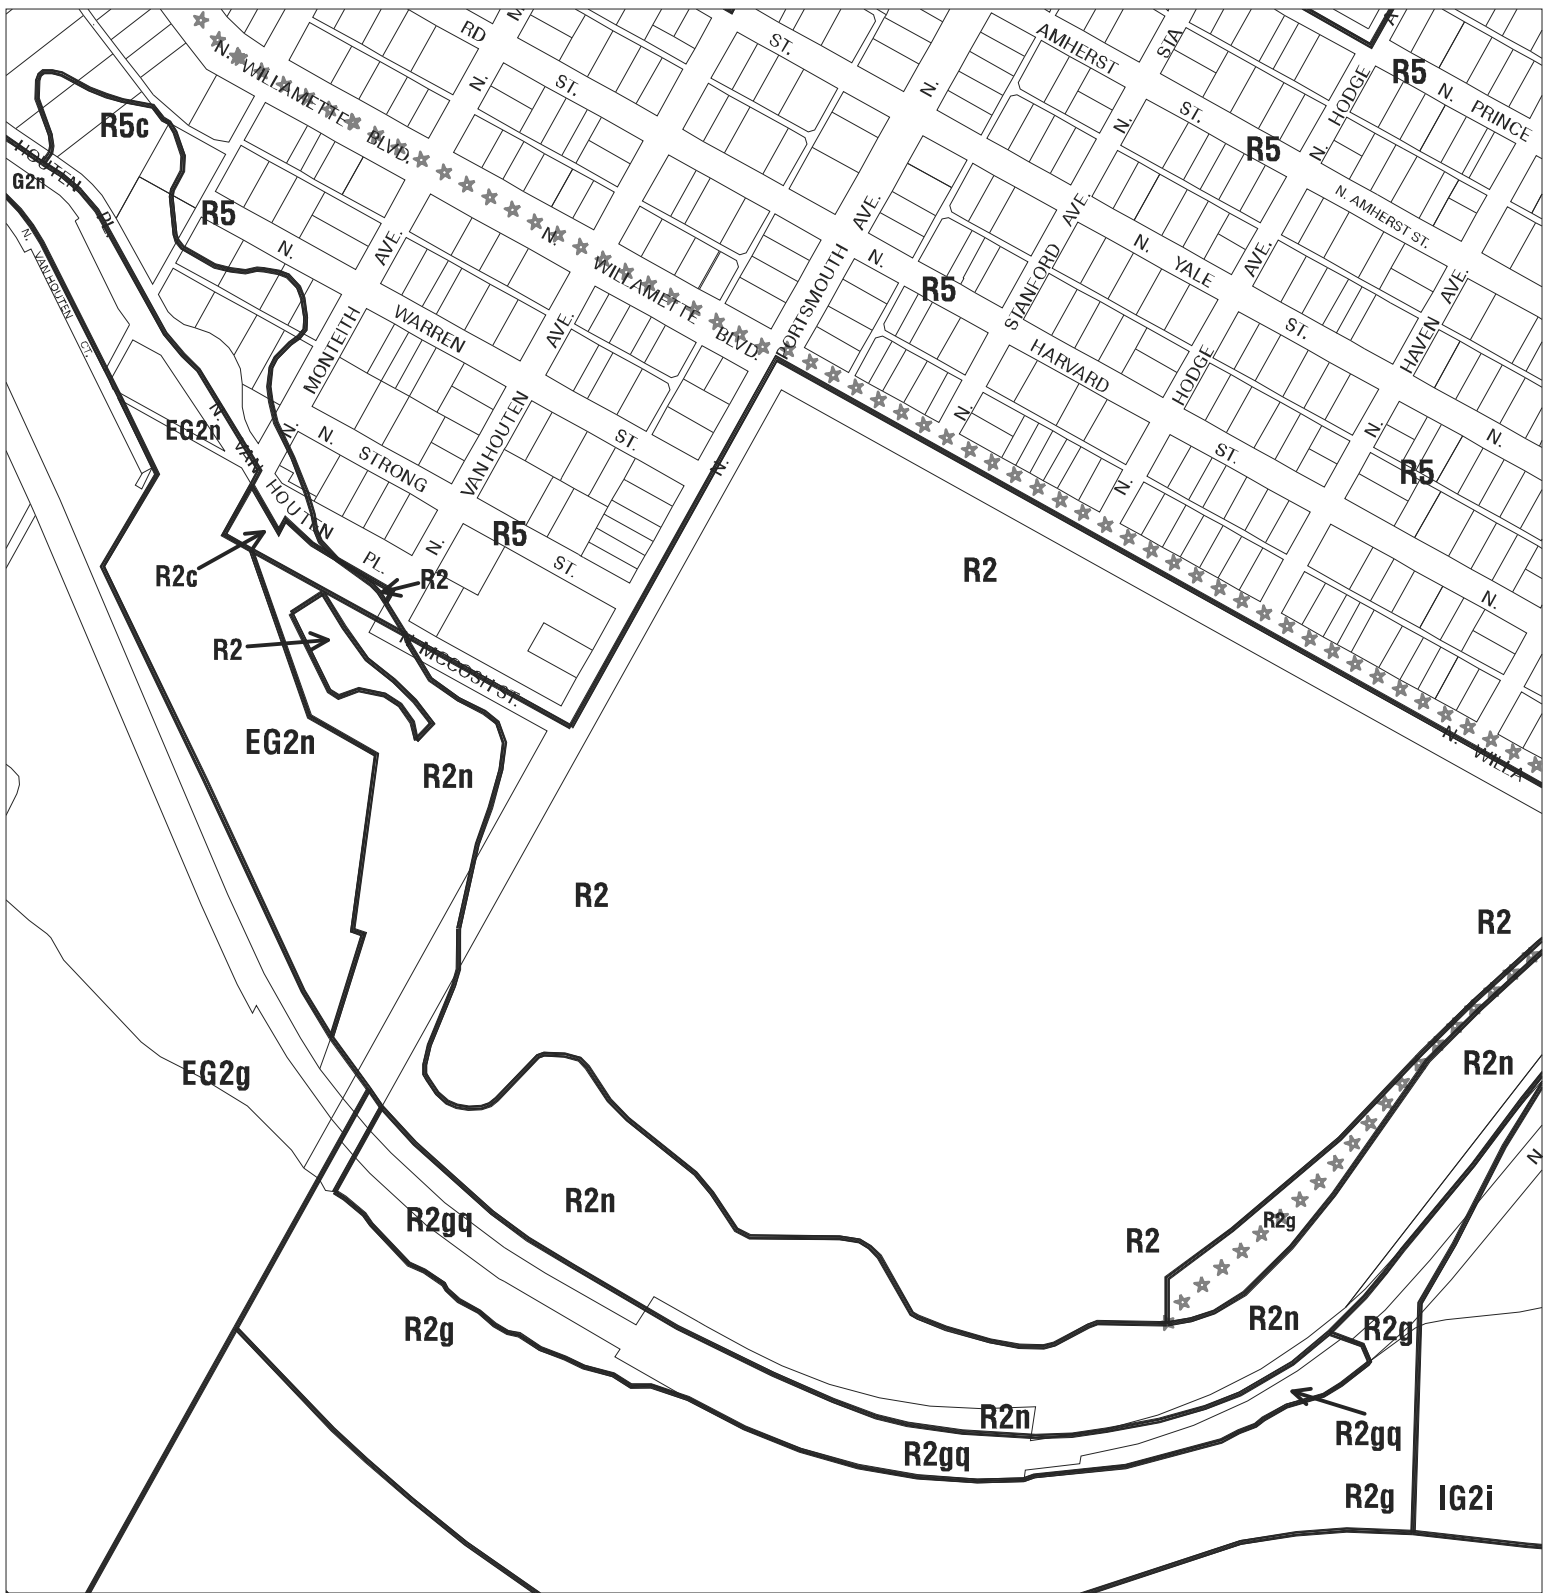 RD
N.
ST.
ST.
N.
AMHERST
STA
ST.
N.
HODGE
N.
R5
N. PRINCE
R5
N. WILLAMETTE BLVD.
R5c
HOUTEN PL.
G2n
N. VAN HOUTEN CT.
R5
N.
AVE.
N. WILLAMETTE BLVD.
AVE.
PORTSMOUTH
N.
R5
STANFORD
AVE.
N. YALE
AVE.
N. AMHERST ST.
HAVEN
AVE.
MONTEITH
N.
WARREN
AVE.
HARVARD
HODGE
ST.
N.
EG2n
N. VAN HOUTEN PL.
N. STRONG
VAN HOUTEN
N.
ST.
N.
N.
N.
ST.
R5
N.
R5
ST.
R2c
R2
R2
N.
R2
N. MCCOSH ST.
EG2n
R2n
N. WILLA
R2
R2
EG2g
R2n
R2n
R2gq
R2
R2g
R2g
R2n
R2g
R2n
R2gq
R2gq
R2g
IG2i
N